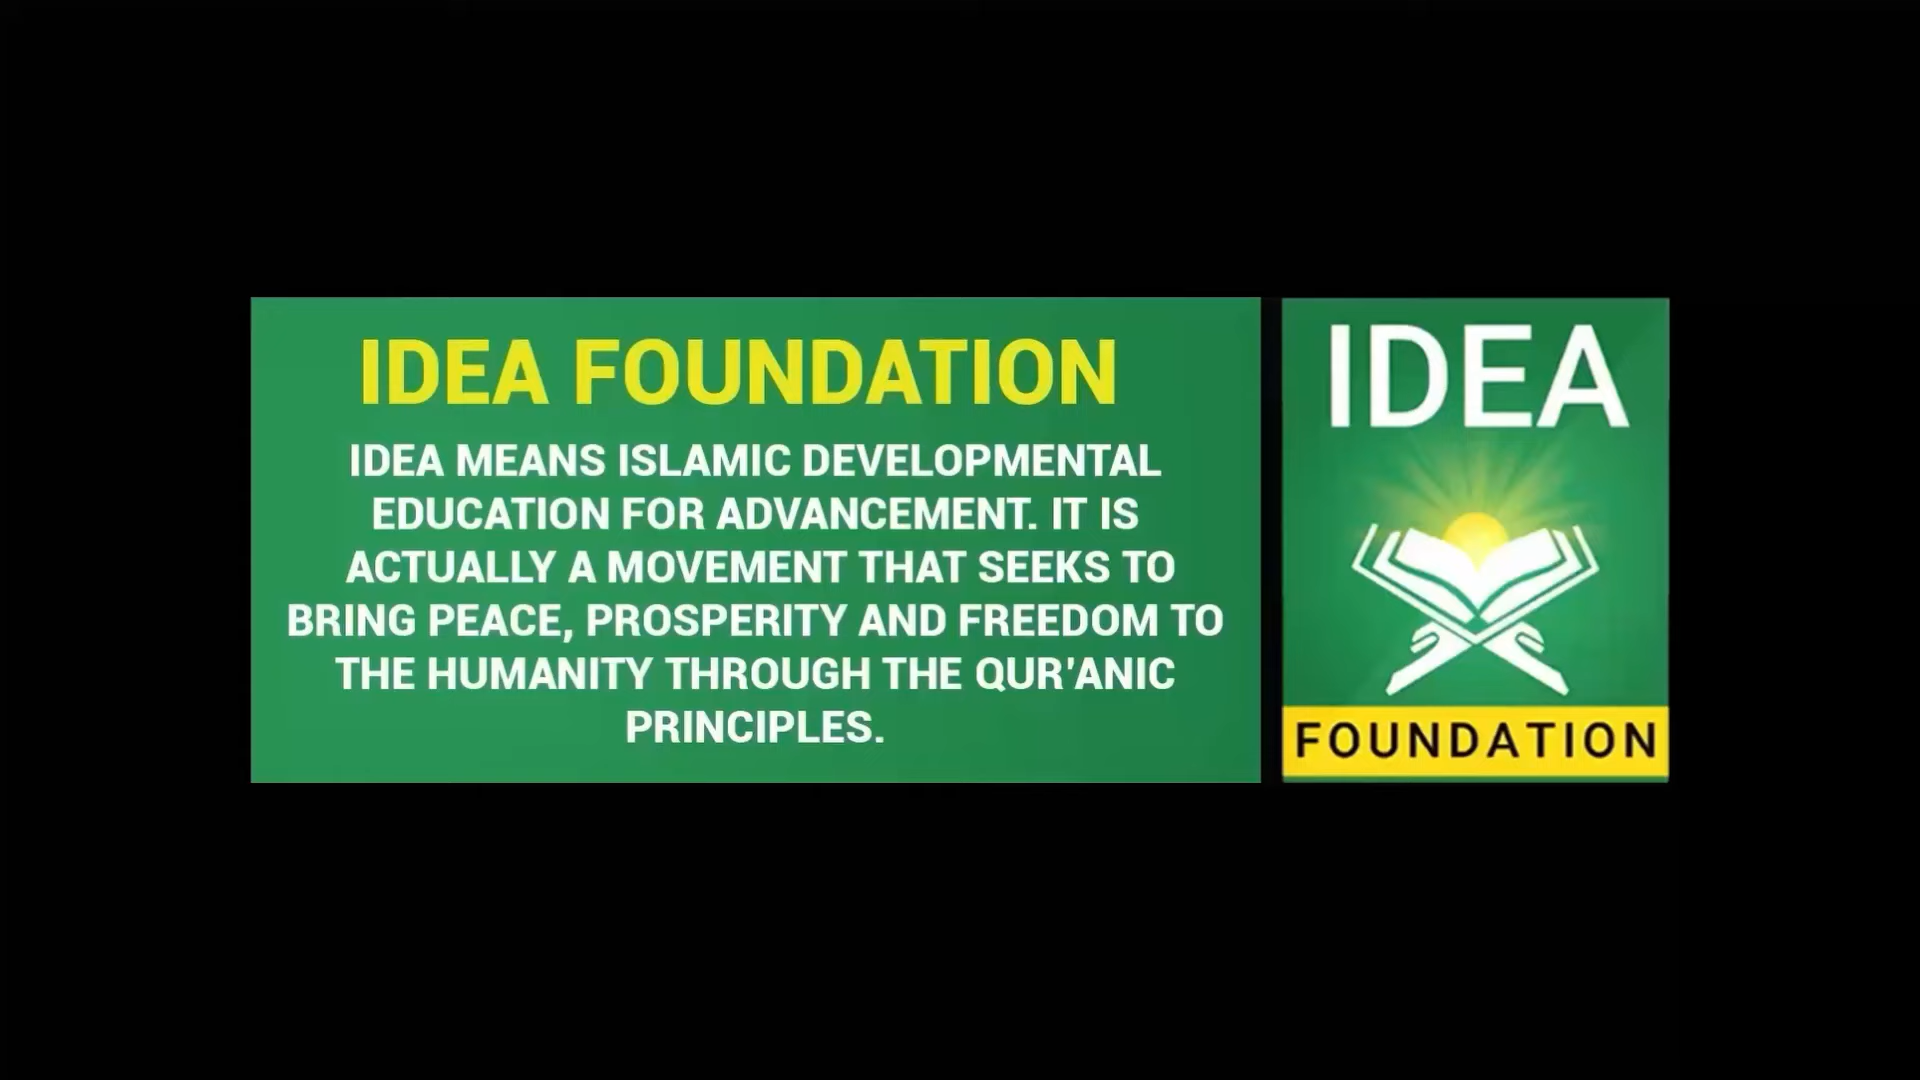 IDEA FOUNDATION
IDEA MEANS ISLAMIC DEVELOPMENTAL
EDUCATION FOR ADVANCEMENT. IT IS
ACTUALLY A MOVEMENT THAT SEEKS TO
BRING PEACE, PROSPERITY AND FREEDOM TO
THE HUMANITY THROUGH THE QUR'ANIC
PRINCIPLES.
IDEA
FOUNDATION